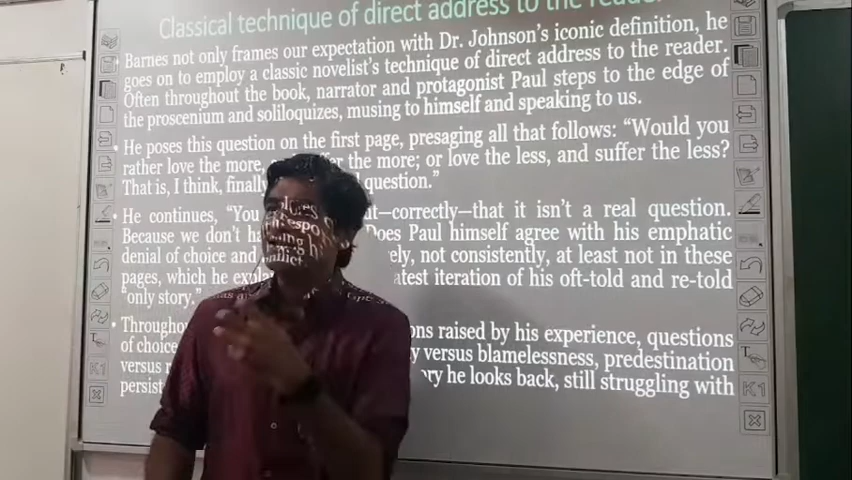 Classical technique of direct address to the reader
Barnes not only frames our expectation with Dr. Johnson's iconic definition, he
goes on to employ a classic novelist's technique of direct address to the reader.
Often throughout the book, narrator and protagonist Paul steps to the edge of
the proscenium and soliloquizes, musing to himself and speaking to us.
He poses this question on the first page, presaging all that follows: "Would you
rather love the more, the more; or love the less, and suffer the less?
That is, I think, finally question."
He continues, "You —correctly—that it isn't a real question.
Because we don't Does Paul himself agree with his emphatic
denial of choice and not consistently, at least not in these
pages, which he iteration of his oft-told and re-told
"only story."
raised by his experience, questions
of versus blamelessness, predestination
versus he looks back, still struggling with
K1
K1